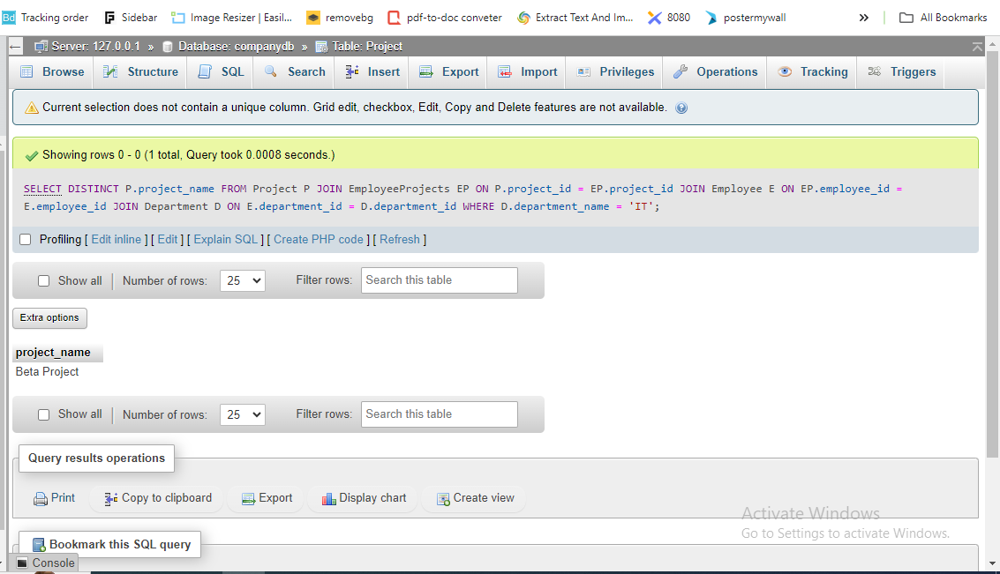 Bd Tracking order Sidebar Image Resizer | Easil... removebg pdf-to-doc conveter Extract Text And Im... 8080 postermywall » All Bookmarks
← Server: 127.0.0.1 » Database: companydb » Table: Project
Browse Structure SQL Search Insert Export Import Privileges Operations Tracking Triggers
Current selection does not contain a unique column. Grid edit, checkbox, Edit, Copy and Delete features are not available.
Showing rows 0 - 0 (1 total, Query took 0.0008 seconds.)
SELECT DISTINCT P.project_name FROM Project P JOIN EmployeeProjects EP ON P.project_id = EP.project_id JOIN Employee E ON EP.employee_id =
E.employee_id JOIN Department D ON E.department_id = D.department_id WHERE D.department_name = 'IT';
Profiling [ Edit inline ] [ Edit ] [ Explain SQL ] [ Create PHP code ] [ Refresh ]
Show all | Number of rows: 25 Filter rows: Search this table
Extra options
project_name
Beta Project
Show all | Number of rows: 25 Filter rows: Search this table
Query results operations
Print Copy to clipboard Export Display chart Create view
Activate Windows
Go to Settings to activate Windows.
Bookmark this SQL query
Console